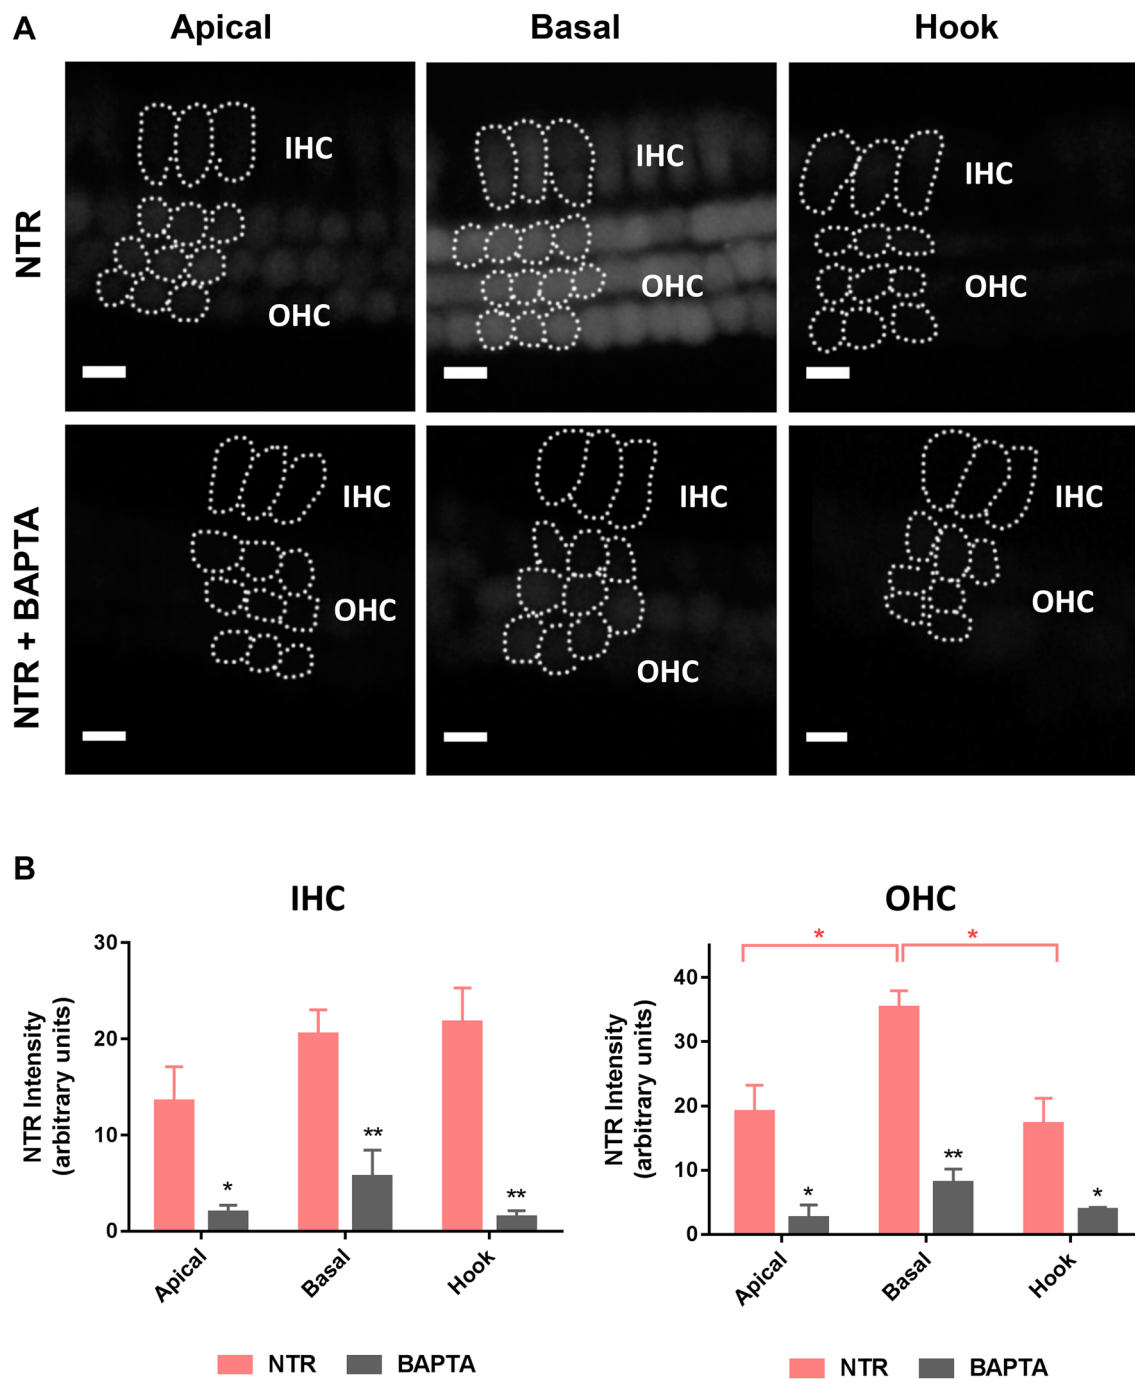 A
Apical Basal Hook
NTR
IHC IHC IHC
OHC OHC OHC
NTR + BAPTA
IHC IHC IHC
OHC OHC OHC
B
IHC
NTR Intensity
(arbitrary units)
30
20
10
0
* ** **
Apical Basal Hook
NTR BAPTA
OHC
* *
NTR Intensity
(arbitrary units)
40
30
20
10
0
* ** *
Apical Basal Hook
NTR BAPTA